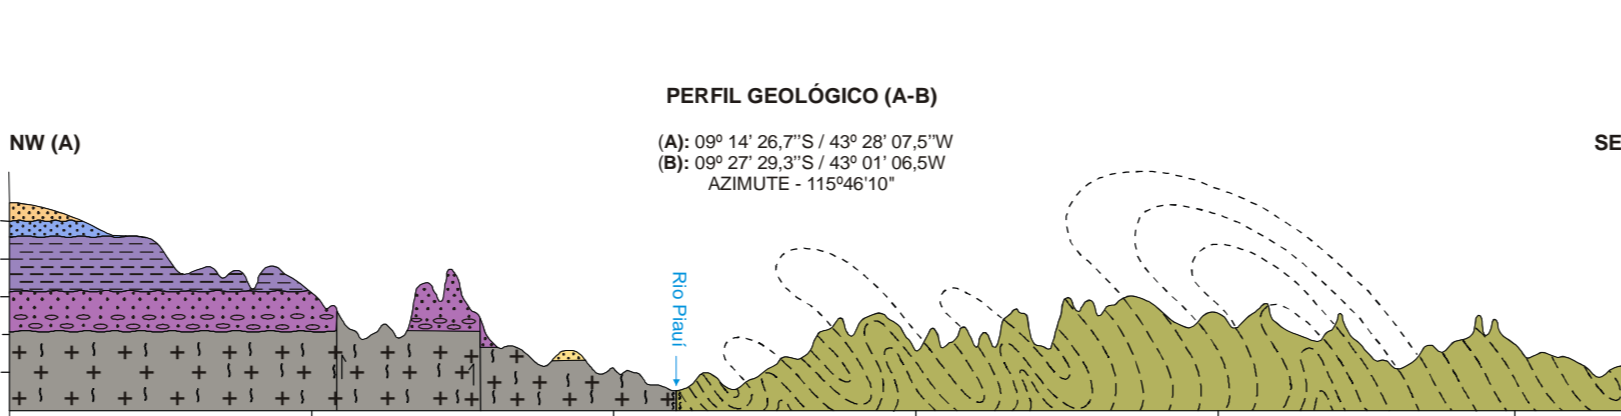 PERFIL GEOLÓGICO (A-B)
NW (A)
(A): 09º 14' 26,7''S / 43º 28' 07,5''W
SE
(B): 09º 27' 29,3''S / 43º 01' 06,5W
AZIMUTE - 115º46'10"
Rio Piauí